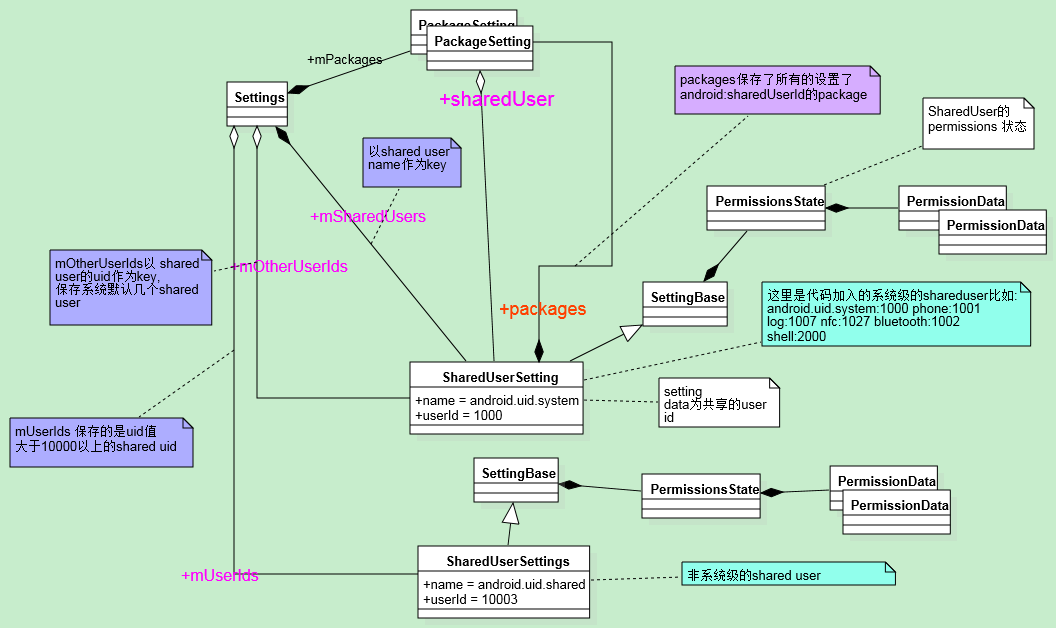 PackageSetting
PackageSetting
+mPackages
Settings
+sharedUser
packages保存了所有的设置了
android:sharedUserId的package
SharedUser的
permissions 状态
以shared user
name作为key
+mSharedUsers
PermissionsState
PermissionData
PermissionData
mOtherUserIds以 shared
user的uid作为key,
保存系统默认几个shared
user
+mOtherUserIds
SettingBase
这里是代码加入的系统级的shareduser比如:
android.uid.system:1000 phone:1001
log:1007 nfc:1027 bluetooth:1002
shell:2000
+packages
SharedUserSetting
+name = android.uid.system
+userId = 1000
setting
data为共享的user
id
mUserIds 保存的是uid值
大于10000以上的shared uid
SettingBase
PermissionsState
PermissionData
PermissionData
+mUserIds
SharedUserSettings
+name = android.uid.shared
+userId = 10003
非系统级的shared user